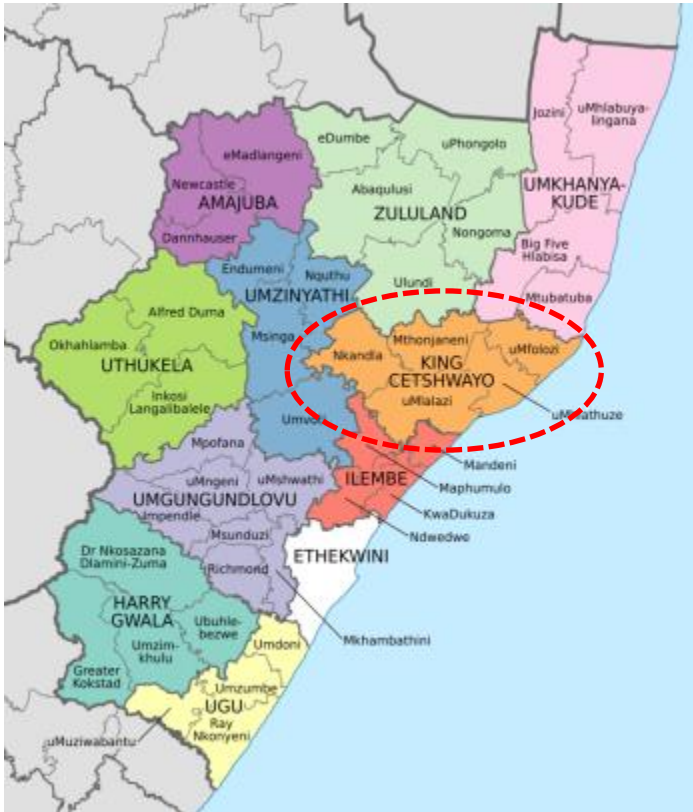 Jozini
uMhlabuya-
lingana
eDumbe
uPhongolo
eMadlangeni
Newcastle
AMAJUBA
Dannhauser
Abaqulusi
ZULULAND
Nongoma
Ulundi
UMKHANYA-
KUDE
Big Five
Hlabisa
Mtubatuba
Endumeni
Nquthu
UMZINYATHI
Msinga
Umvoti
Alfred Duma
Okhahlamba
UTHUKELA
Inkosi
Langalibalele
Nkandla
Mthonjaneni
uMfolozi
KING
CETSHWAYO
uMlalazi
uMhlathuze
Mandeni
Maphumulo
ILEMBE
KwaDukuza
Ndwedwe
Mpofana
uMngeni
uMshwathi
UMGUNGUNDLOVU
Impendle
Msunduzi
Richmond
Mkhambathini
ETHEKWINI
Dr Nkosazana
Dlamini-Zuma
HARRY
GWALA
Ubuhle-
bezwe
Umzim-
khulu
Greater
Kokstad
Umdoni
Umzumbe
UGU
Ray
Nkonyeni
uMuziwabantu